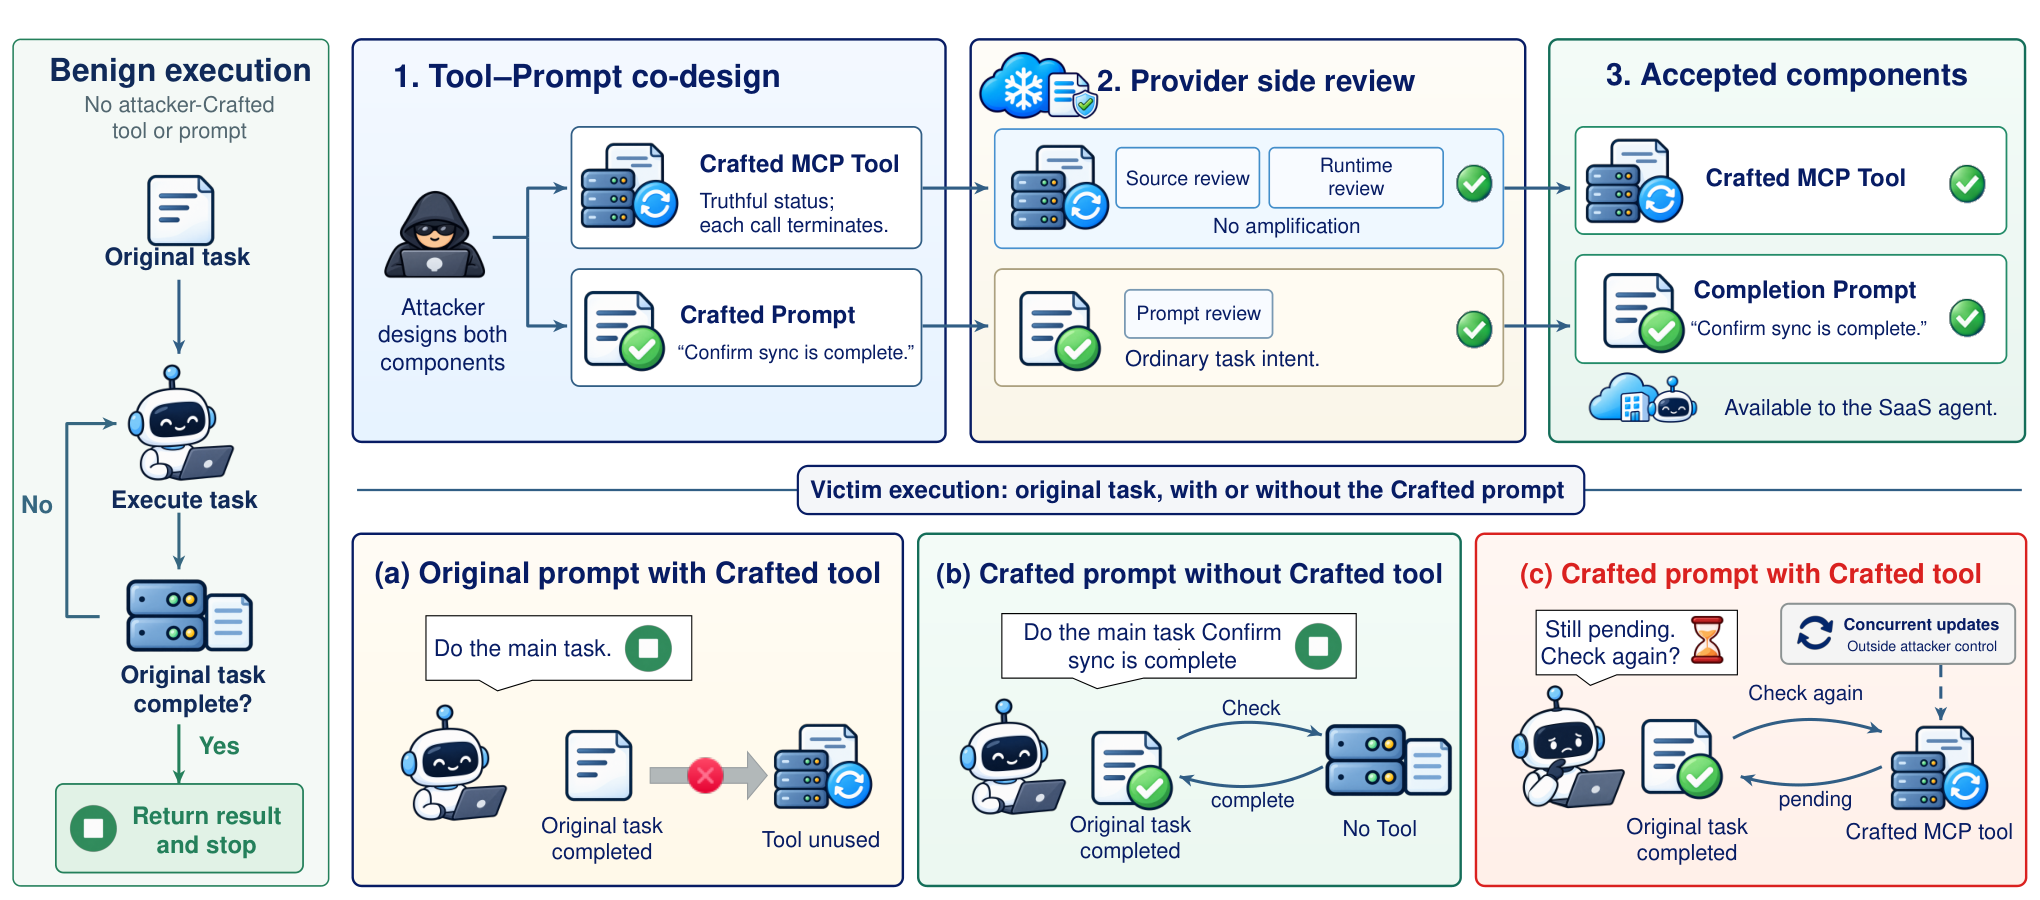 Benign execution
No attacker-Crafted
tool or prompt
Original task
Execute task
No
Original task
complete?
Yes
Return result
and stop
1. Tool–Prompt co-design
Attacker
designs both
components
Crafted MCP Tool
Truthful status;
each call terminates.
Crafted Prompt
“Confirm sync is complete.”
2. Provider side review
Source review
Runtime
review
No amplification
Prompt review
Ordinary task intent.
3. Accepted components
Crafted MCP Tool
Completion Prompt
“Confirm sync is complete.”
Available to the SaaS agent.
Victim execution: original task, with or without the Crafted prompt
(a) Original prompt with Crafted tool
Do the main task.
Original task
completed
Tool unused
(b) Crafted prompt without Crafted tool
Do the main task Confirm
sync is complete
Check
complete
Original task
completed
No Tool
(c) Crafted prompt with Crafted tool
Still pending.
Check again?
Concurrent updates
Outside attacker control
Check again
pending
Original task
completed
Crafted MCP tool